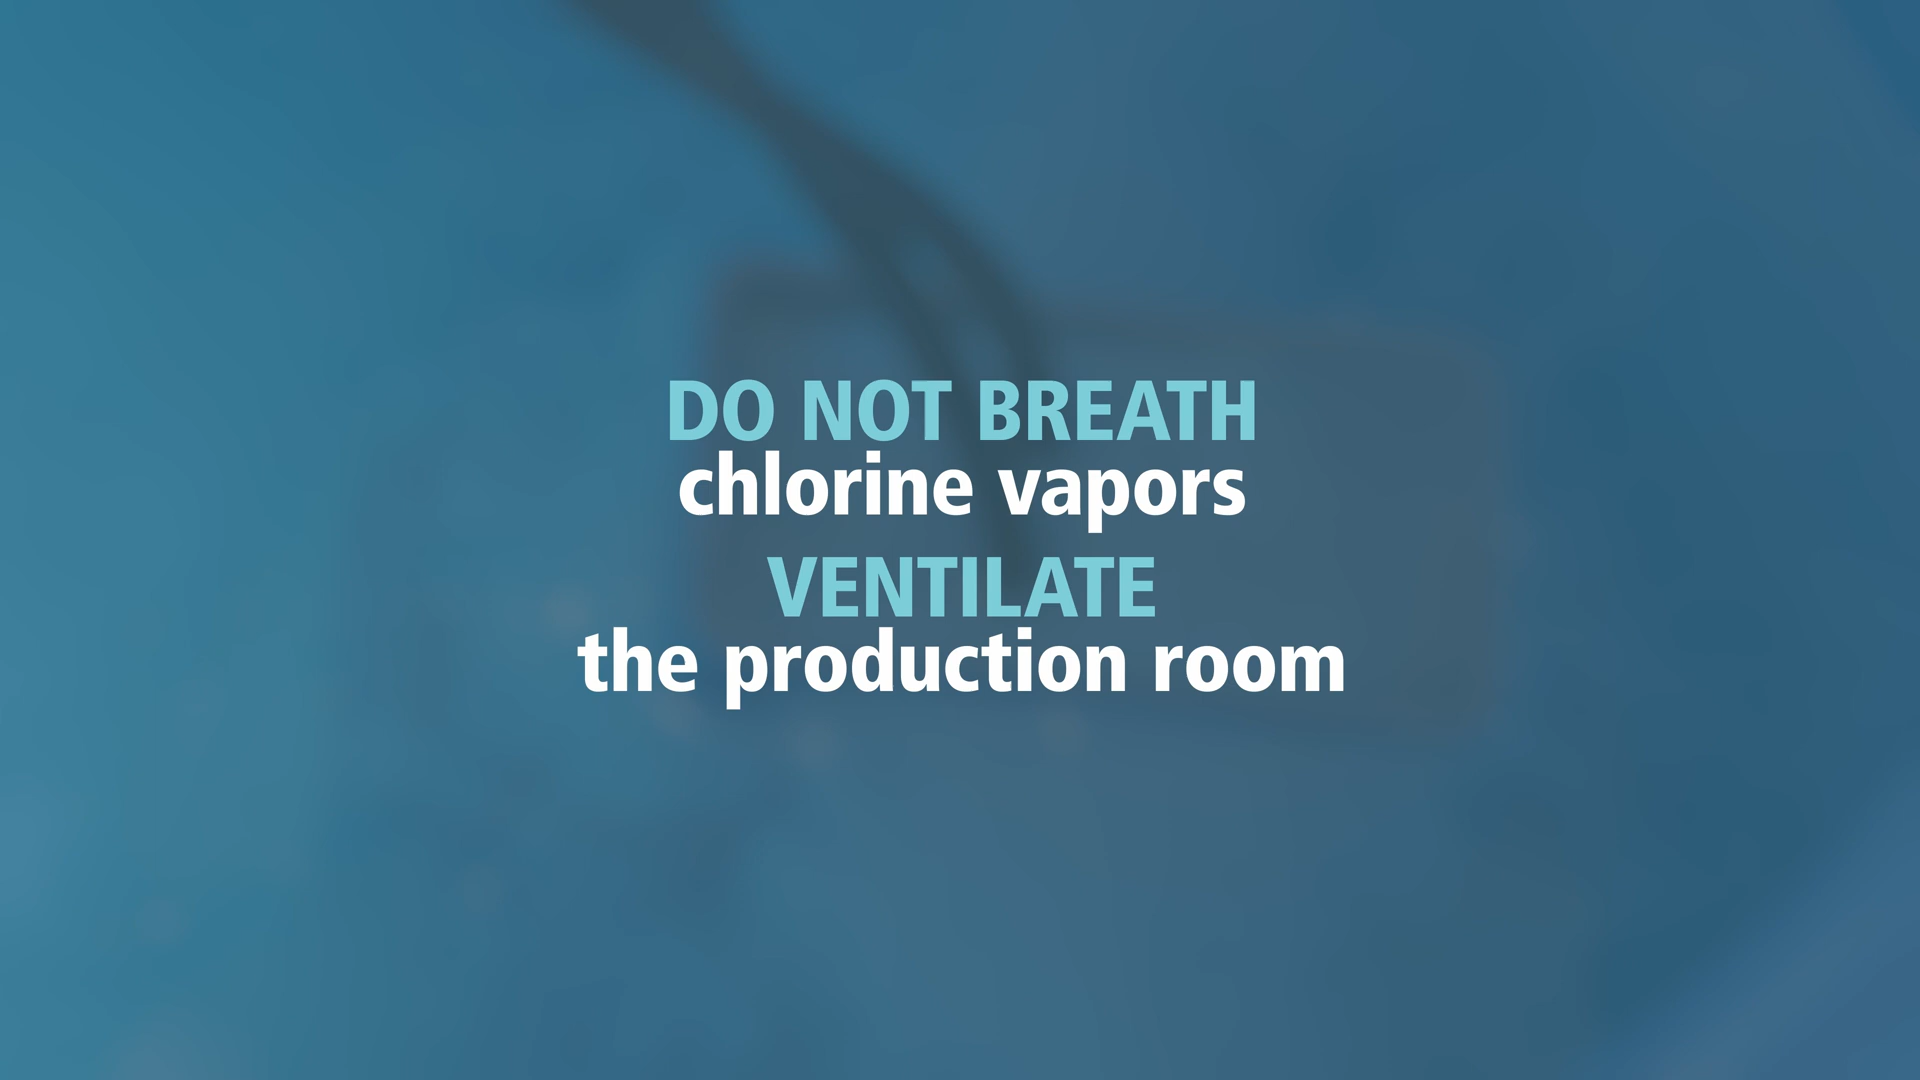 DO NOT BREATH
chlorine vapors
VENTILATE
the production room